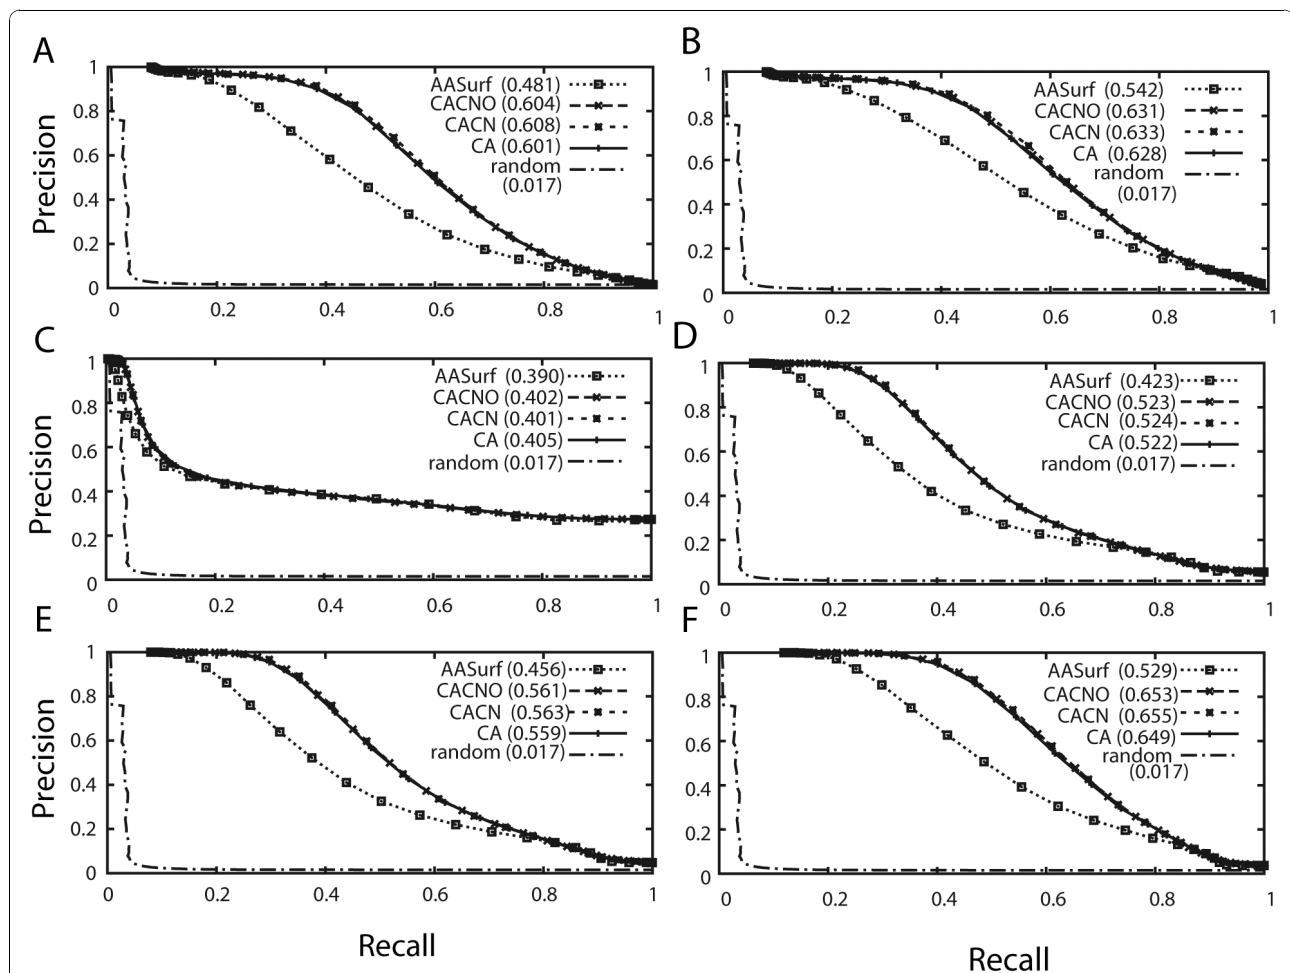 A
Precision
1
0.8
0.6
0.4
0.2
0
0
0.2
0.4
0.6
0.8
1
AASurf (0.481)
CACNO (0.604)
CACN (0.608)
CA (0.601)
random
(0.017)
B
1
0.8
0.6
0.4
0.2
0
0
0.2
0.4
0.6
0.8
1
AASurf (0.542)
CACNO (0.631)
CACN (0.633)
CA (0.628)
random
(0.017)
C
Precision
1
0.8
0.6
0.4
0.2
0
0
0.2
0.4
0.6
0.8
1
AASurf (0.390)
CACNO (0.402)
CACN (0.401)
CA (0.405)
random (0.017)
D
1
0.8
0.6
0.4
0.2
0
0
0.2
0.4
0.6
0.8
1
AASurf (0.423)
CACNO (0.523)
CACN (0.524)
CA (0.522)
random (0.017)
E
Precision
1
0.8
0.6
0.4
0.2
0
0
0.2
0.4
0.6
0.8
1
AASurf (0.456)
CACNO (0.561)
CACN (0.563)
CA (0.559)
random (0.017)
Recall
F
1
0.8
0.6
0.4
0.2
0
0
0.2
0.4
0.6
0.8
1
AASurf (0.529)
CACNO (0.653)
CACN (0.655)
CA (0.649)
random
(0.017)
Recall